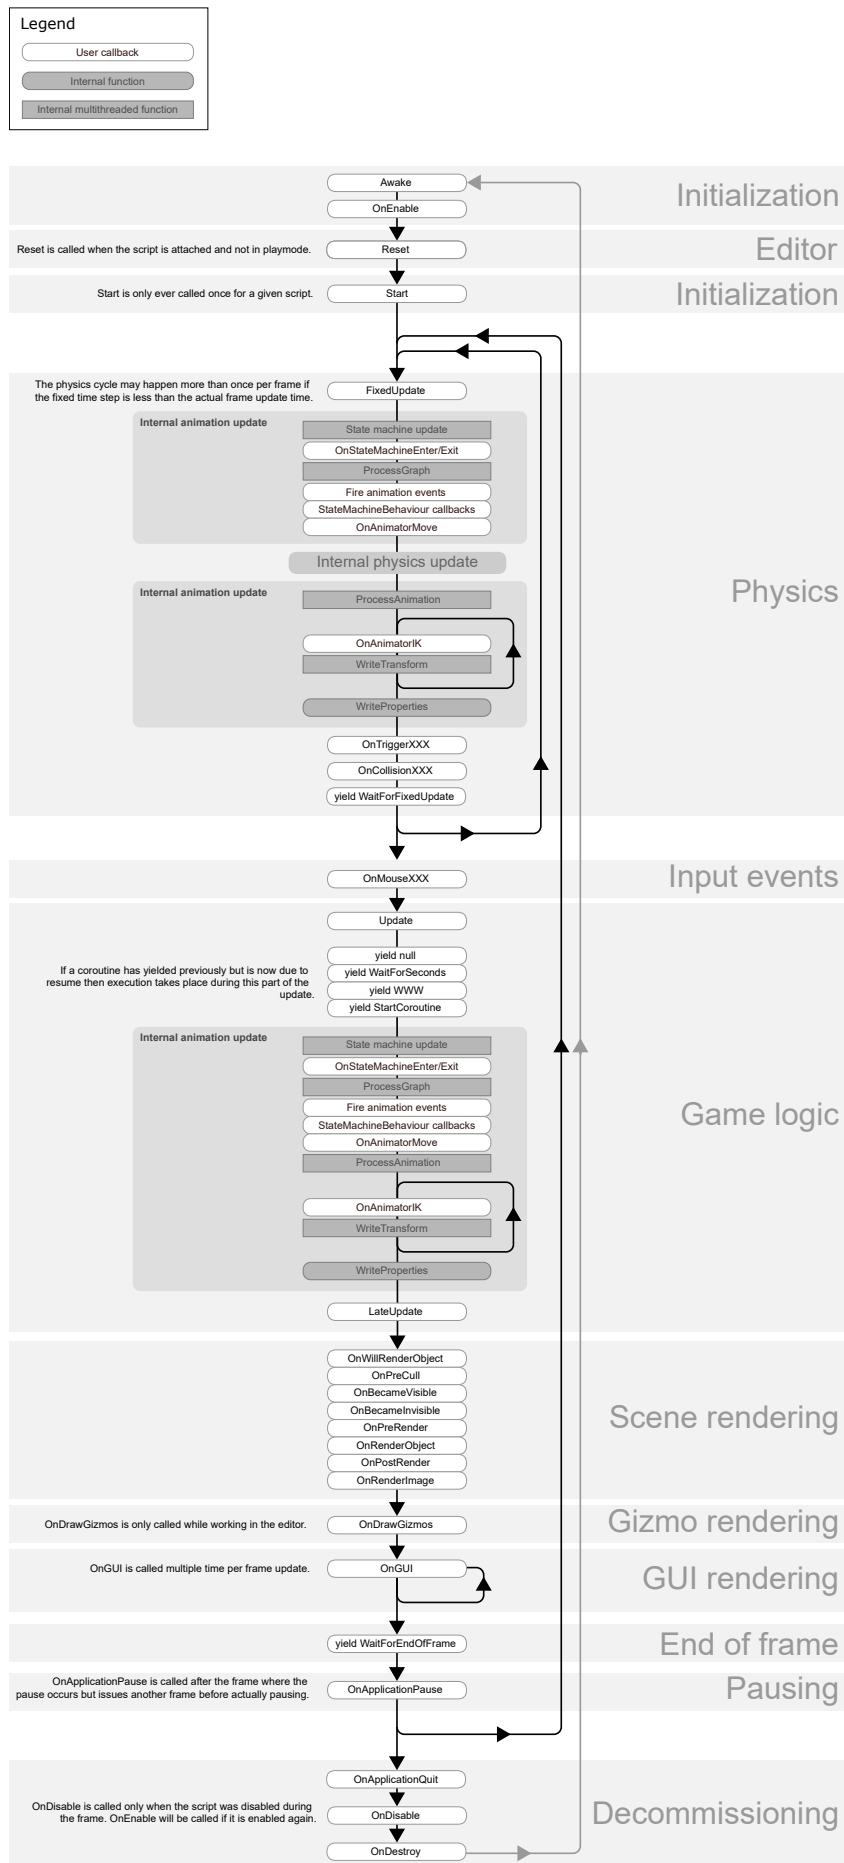 Legend
User callback
Internal function
Internal multithreaded function
Awake
OnEnable
Initialization
Reset is called when the script is attached and not in playmode.
Reset
Editor
Start is only ever called once for a given script.
Start
Initialization
The physics cycle may happen more than once per frame if
the fixed time step is less than the actual frame update time.
FixedUpdate
Internal animation update
State machine update
OnStateMachineEnter/Exit
ProcessGraph
Fire animation events
StateMachineBehaviour callbacks
OnAnimatorMove
Internal physics update
Physics
Internal animation update
ProcessAnimation
OnAnimatorIK
WriteTransform
WriteProperties
OnTriggerXXX
OnCollisionXXX
yield WaitForFixedUpdate
OnMouseXXX
Input events
Update
yield null
If a coroutine has yielded previously but is now due to
resume then execution takes place during this part of the
update.
yield WaitForSeconds
yield WWW
yield StartCoroutine
Internal animation update
State machine update
OnStateMachineEnter/Exit
ProcessGraph
Fire animation events
StateMachineBehaviour callbacks
OnAnimatorMove
ProcessAnimation
Game logic
OnAnimatorIK
WriteTransform
WriteProperties
LateUpdate
OnWillRenderObject
OnPreCull
OnBecameVisible
OnBecameInvisible
OnPreRender
OnRenderObject
OnPostRender
OnRenderImage
Scene rendering
OnDrawGizmos is only called while working in the editor.
OnDrawGizmos
Gizmo rendering
OnGUI is called multiple time per frame update.
OnGUI
GUI rendering
yield WaitForEndOfFrame
End of frame
OnApplicationPause is called after the frame where the
pause occurs but issues another frame before actually pausing.
OnApplicationPause
Pausing
OnApplicationQuit
OnDisable is called only when the script was disabled during
the frame. OnEnable will be called if it is enabled again.
OnDisable
Decommissioning
OnDestroy